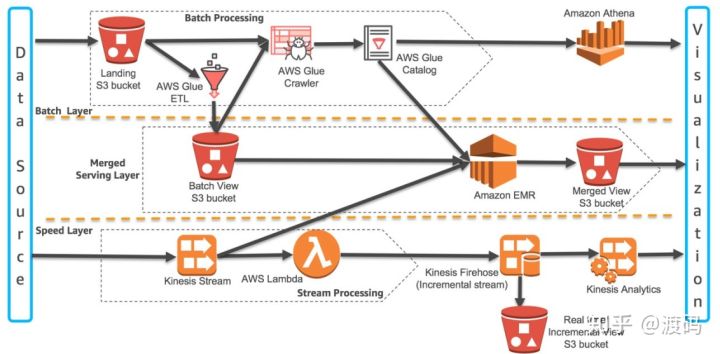 Data Source
Batch Processing
Landing
S3 bucket
AWS Glue
ETL
AWS Glue
Crawler
AWS Glue
Catalog
Amazon Athena
Batch Layer
Merged
Serving Layer
Batch View
S3 bucket
Amazon EMR
Merged View
S3 bucket
Speed Layer
Kinesis Stream
AWS Lambda
Stream Processing
Kinesis Firehose
(Incremental stream)
Kinesis Analytics
Real time
Incremental View
S3 bucket
Visualization
知乎 @渡码